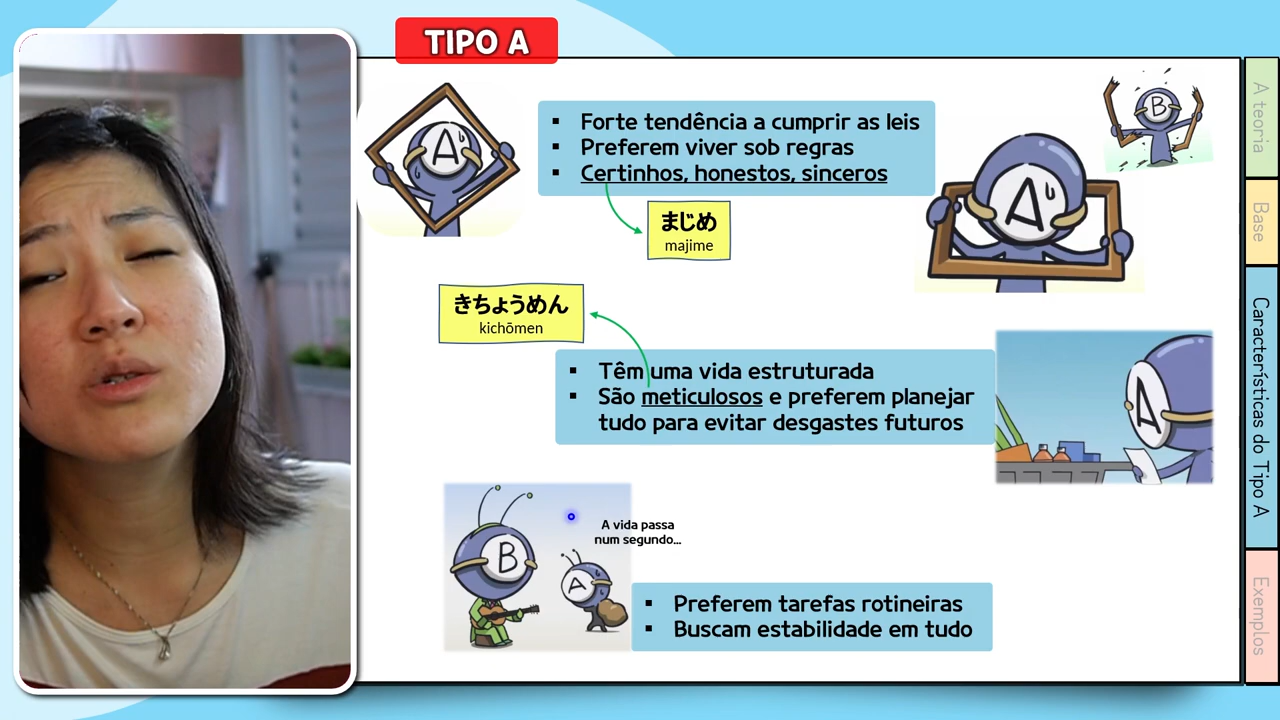 TIPO A
A
B
A
Forte tendência a cumprir as leis
Preferem viver sob regras
Certinhos, honestos, sinceros
まじめ
majime
きちょうめん
kichōmen
Têm uma vida estruturada
São meticulosos e preferem planejar
tudo para evitar desgastes futuros
A
B
A
A vida passa
num segundo...
Preferem tarefas rotineiras
Buscam estabilidade em tudo
A teoria
Base
Características do Tipo A
Exemplos